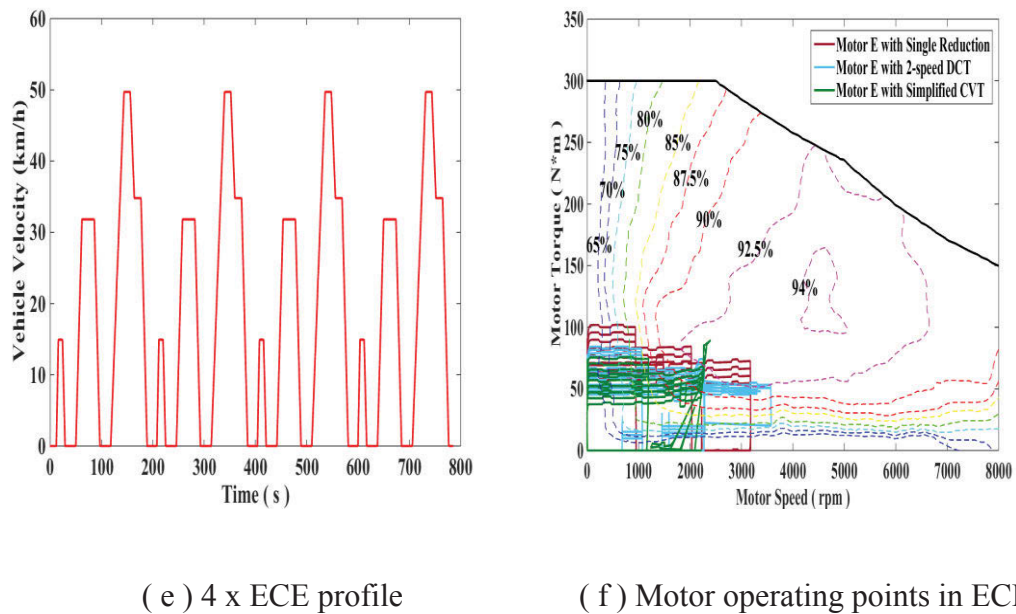 60
50
40
30
20
10
0
Vehicle Velocity (km/h)
0 100 200 300 400 500 600 700 800
Time ( s )
350
300
250
200
150
100
50
0
Motor Torque ( N*m )
Motor E with Single Reduction
Motor E with 2-speed DCT
Motor E with Simplified CVT
80%
75%
85%
70%
87.5%
90%
65%
92.5%
94%
0 1000 2000 3000 4000 5000 6000 7000 8000
Motor Speed ( rpm )
( e ) 4 x ECE profile
( f ) Motor operating points in ECE